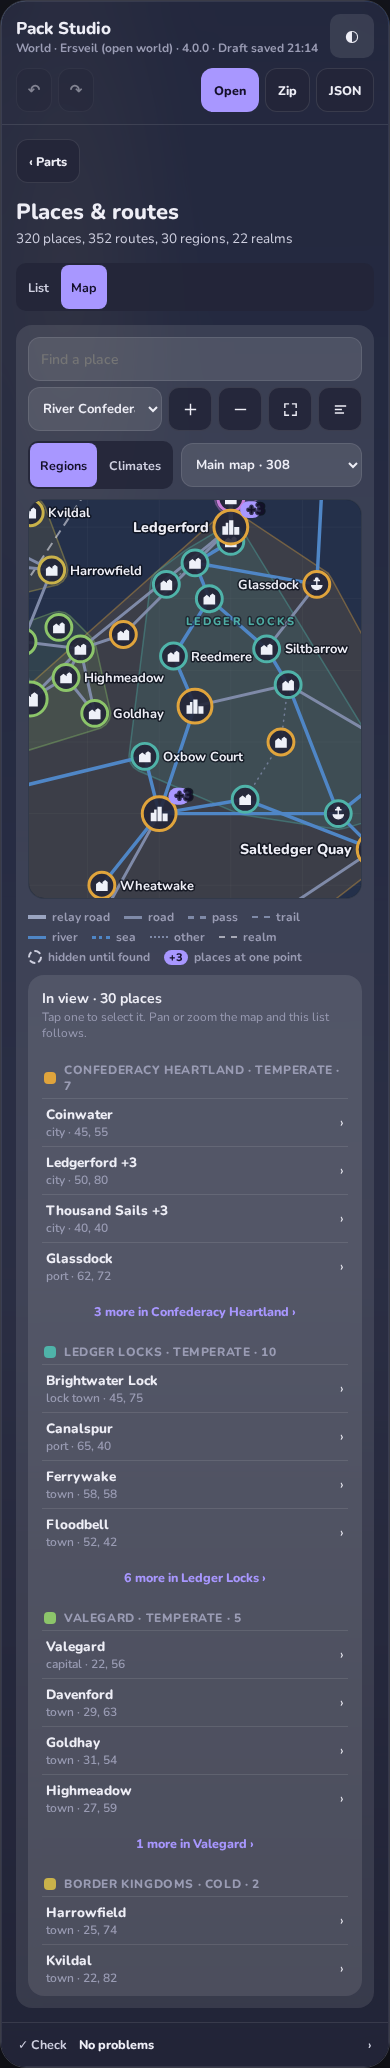 Pack Studio
World · Ersveil (open world) · 4.0.0 · Draft saved 21:14
Open Zip JSON
‹ Parts
Places & routes
320 places, 352 routes, 30 regions, 22 realms
List Map
Find a place
River Confeder
Regions Climates Main map · 308
Kvildal
+3
Ledgerford
Harrowfield
Glassdock
LEDGER LOCKS
Reedmere
Siltbarrow
Highmeadow
Goldhay
Oxbow Court
+3
Saltledger Quay
Wheatwake
relay road road pass trail
river sea other realm
hidden until found +3 places at one point
In view · 30 places
Tap one to select it. Pan or zoom the map and this list
follows.
CONFEDERACY HEARTLAND · TEMPERATE ·
7
Coinwater
city · 45, 55
Ledgerford +3
city · 50, 80
Thousand Sails +3
city · 40, 40
Glassdock
port · 62, 72
3 more in Confederacy Heartland ›
LEDGER LOCKS · TEMPERATE · 10
Brightwater Lock
lock town · 45, 75
Canalspur
port · 65, 40
Ferrywake
town · 58, 58
Floodbell
town · 52, 42
6 more in Ledger Locks ›
VALEGARD · TEMPERATE · 5
Valegard
capital · 22, 56
Davenford
town · 29, 63
Goldhay
town · 31, 54
Highmeadow
town · 27, 59
1 more in Valegard ›
BORDER KINGDOMS · COLD · 2
Harrowfield
town · 25, 74
Kvildal
town · 22, 82
✓ Check No problems ›